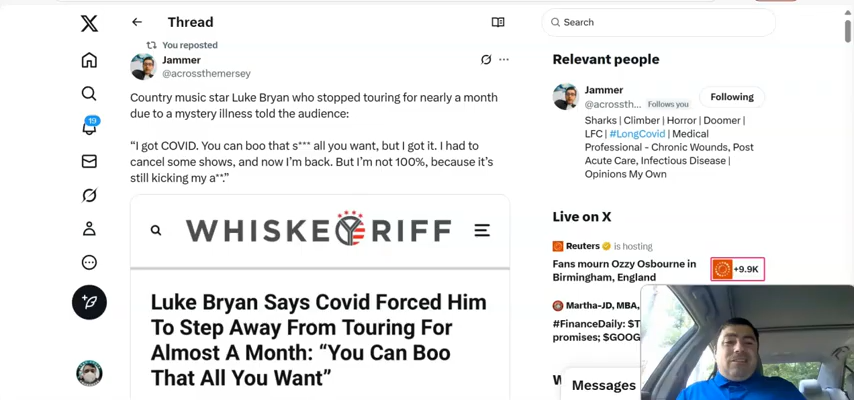 Thread
Search
You reposted
Jammer
@acrossthemersey
Country music star Luke Bryan who stopped touring for nearly a month
due to a mystery illness told the audience:
“I got COVID. You can boo that s*** all you want, but I got it. I had to
cancel some shows, and now I’m back. But I’m not 100%, because it’s
still kicking my a**.”
WHISKEY RIFF
Luke Bryan Says Covid Forced Him
To Step Away From Touring For
Almost A Month: “You Can Boo
That All You Want”
19
Relevant people
Jammer
@acrossth... Follows you
Following
Sharks | Climber | Horror | Doomer |
LFC | #LongCovid | Medical
Professional - Chronic Wounds, Post
Acute Care, Infectious Disease |
Opinions My Own
Live on X
Reuters is hosting
Fans mourn Ozzy Osbourne in
Birmingham, England
+9.9K
Martha-JD, MBA,
#FinanceDaily: $T
promises; $GOOG
W
Messages